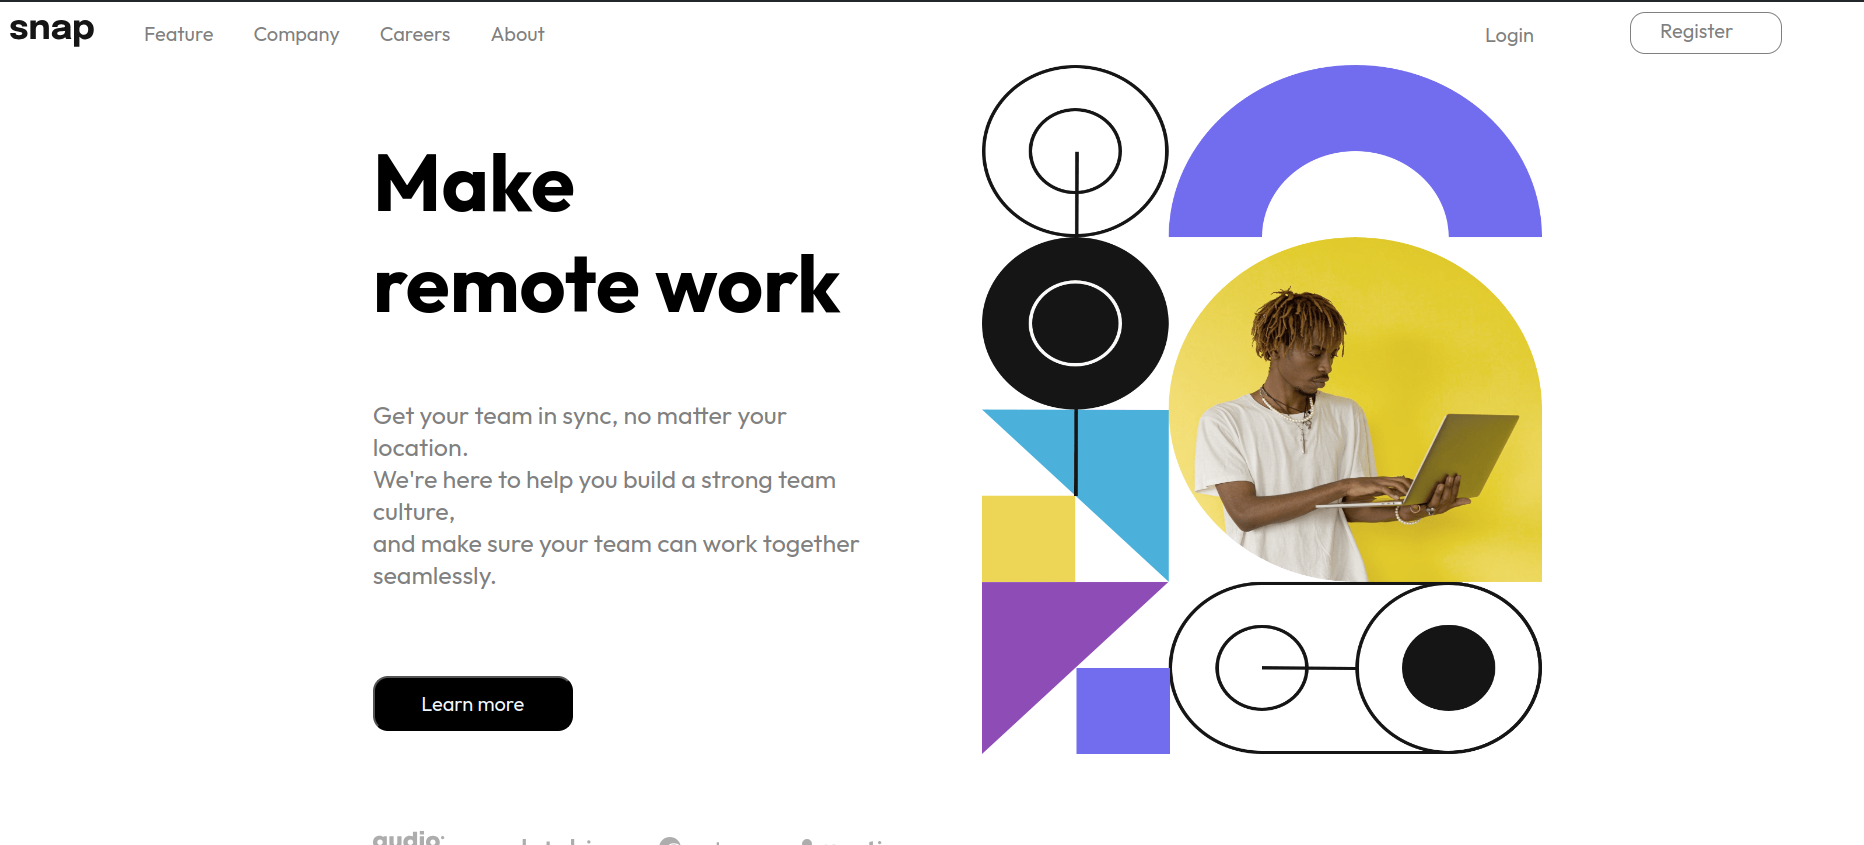 snap
Feature
Company
Careers
About
Login
Register
Make
remote work
Get your team in sync, no matter your
location.
We're here to help you build a strong team
culture,
and make sure your team can work together
seamlessly.
Learn more
audio